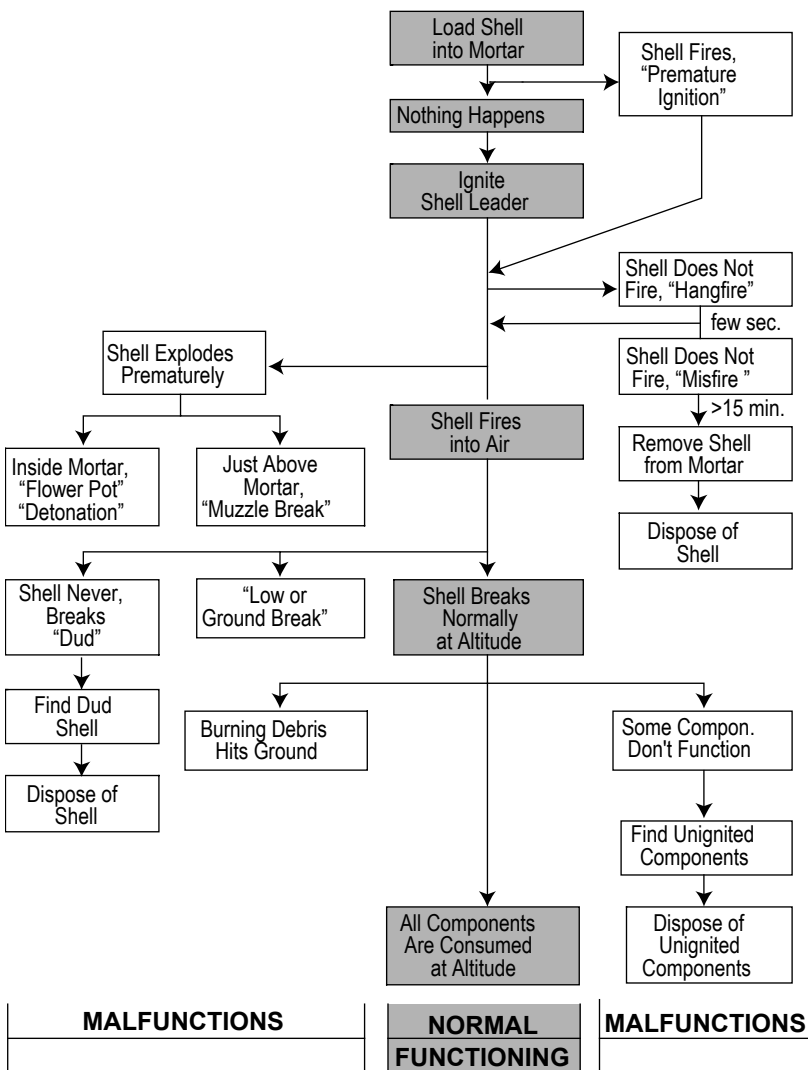 Load Shell
into Mortar
Shell Fires,
“Premature
Ignition”
Nothing Happens
Ignite
Shell Leader
Shell Does Not
Fire, “Hangfire”
few sec.
Shell Explodes
Prematurely
Shell Does Not
Fire, “Misfire ”
>15 min.
Shell Fires
into Air
Remove Shell
from Mortar
Inside Mortar,
“Flower Pot”
“Detonation”
Just Above
Mortar,
“Muzzle Break”
Dispose of
Shell
Shell Never,
Breaks
“Dud”
“Low or
Ground Break”
Shell Breaks
Normally
at Altitude
Find Dud
Shell
Burning Debris
Hits Ground
Some Compon.
Don't Function
Dispose of
Shell
Find Unignited
Components
All Components
Are Consumed
at Altitude
Dispose of
Unignited
Components
MALFUNCTIONS
NORMAL
FUNCTIONING
MALFUNCTIONS